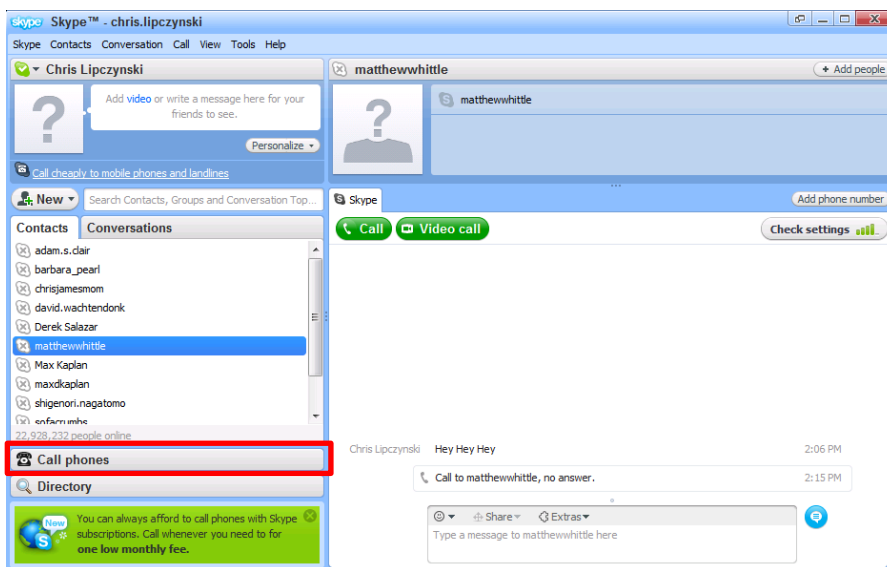 skype Skype™ - chris.lipczynski
Skype Contacts Conversation Call View Tools Help
Chris Lipczynski
Add video or write a message here for your
friends to see.
Personalize
Call cheaply to mobile phones and landlines
New
Search Contacts, Groups and Conversation Top...
Contacts Conversations
adam.s.clair
barbara_pearl
chrisjamesmom
david.wachtendonk
Derek Salazar
matthewwhittle
Max Kaplan
maxdkaplan
shigenori.nagatomo
sofacrumbs
22,928,232 people online
Call phones
Directory
New
You can always afford to call phones with Skype
subscriptions. Call whenever you need to for
one low monthly fee.
matthewwhittle
+ Add people
matthewwhittle
Skype
Add phone number
Call Video call
Check settings
Chris Lipczynski Hey Hey Hey 2:06 PM
Call to matthewwhittle, no answer. 2:15 PM
Share Extras
Type a message to matthewwhittle here